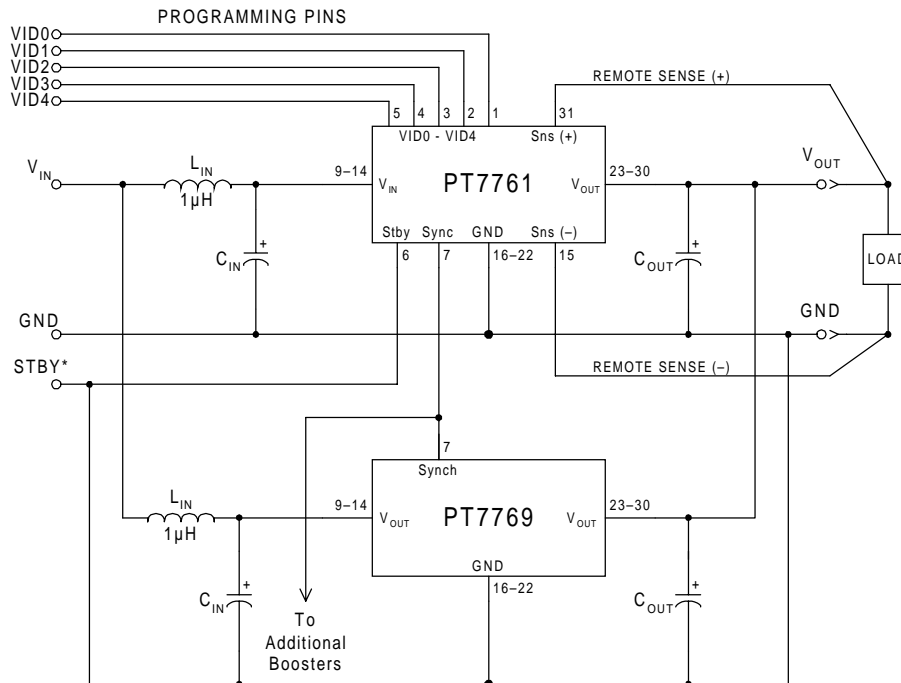 PROGRAMMING PINS
VID0
VID1
VID2
VID3
VID4
REMOTE SENSE (+)
5 4 3 2 1 31
VID0 - VID4 Sns (+)
V_IN
L_IN
1µH
9–14
V_IN
PT7761
V_OUT
23–30
V_OUT
Stby Sync GND Sns (–)
6 7 16–22 15
C_IN
+
C_OUT
+
LOAD
GND
GND
STBY*
REMOTE SENSE (–)
7
Synch
L_IN
1µH
9–14
V_OUT
PT7769
V_OUT
23–30
GND
16–22
C_IN
+
C_OUT
+
To
Additional
Boosters